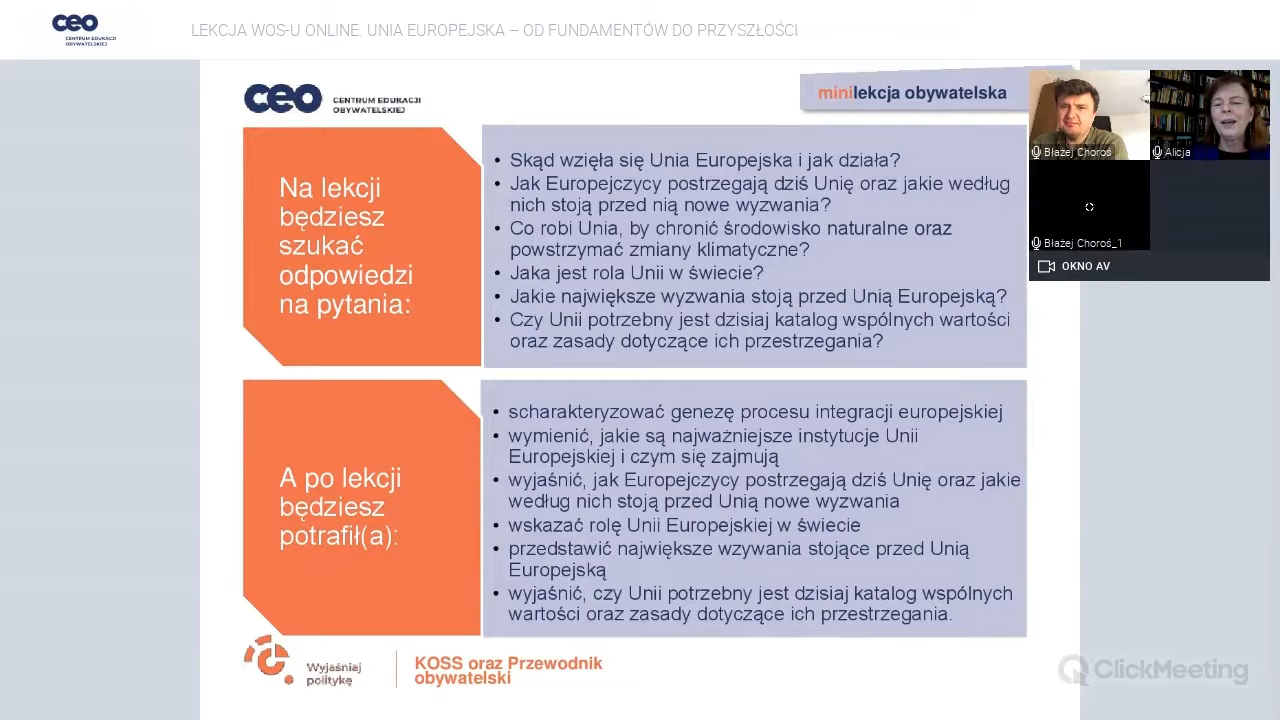 ceo
CENTRUM EDUKACJI
OBYWATELSKIEJ
LEKCJA WOS-U ONLINE. UNIA EUROPEJSKA – OD FUNDAMENTÓW DO PRZYSZŁOŚCI
ceo
CENTRUM EDUKACJI
OBYWATELSKIEJ
minilekcja obywatelska
Błażej Choroś
Alicja
Błażej Choroś_1
OKNO AV
Na lekcji
będziesz
szukać
odpowiedzi
na pytania:
• Skąd wzięła się Unia Europejska i jak działa?
• Jak Europejczycy postrzegają dziś Unię oraz jakie według
nich stoją przed nią nowe wyzwania?
• Co robi Unia, by chronić środowisko naturalne oraz
powstrzymać zmiany klimatyczne?
• Jaka jest rola Unii w świecie?
• Jakie największe wyzwania stoją przed Unią Europejską?
• Czy Unii potrzebny jest dzisiaj katalog wspólnych wartości
oraz zasady dotyczące ich przestrzegania?
A po lekcji
będziesz
potrafił(a):
• scharakteryzować genezę procesu integracji europejskiej
• wymienić, jakie są najważniejsze instytucje Unii
Europejskiej i czym się zajmują
• wyjaśnić, jak Europejczycy postrzegają dziś Unię oraz jakie
według nich stoją przed Unią nowe wyzwania
• wskazać rolę Unii Europejskiej w świecie
• przedstawić największe wzywania stojące przed Unią
Europejską
• wyjaśnić, czy Unii potrzebny jest dzisiaj katalog wspólnych
wartości oraz zasady dotyczące ich przestrzegania.
Wyjaśniaj
politykę
KOSS oraz Przewodnik
obywatelski
ClickMeeting